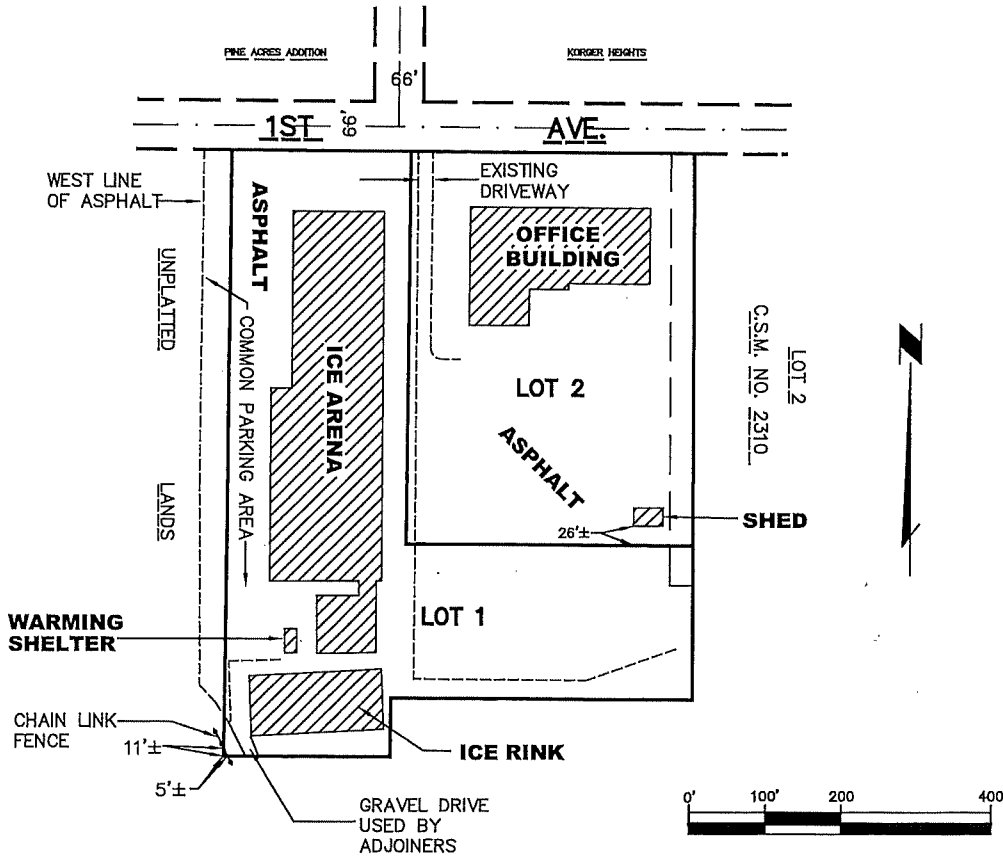 PINE ACRES ADDITION
KORGER HEIGHTS
66'
1ST
66'
AVE.
WEST LINE
OF ASPHALT
ASPHALT
EXISTING
DRIVEWAY
OFFICE
BUILDING
UNPLATTED
LANDS
COMMON PARKING AREA
ICE ARENA
LOT 2
ASPHALT
LOT 2
C.S.M. NO. 2310
SHED
26'±
LOT 1
WARMING
SHELTER
CHAIN LINK
FENCE
11'±
5'±
ICE RINK
GRAVEL DRIVE
USED BY
ADJOINERS
0' 100' 200 400